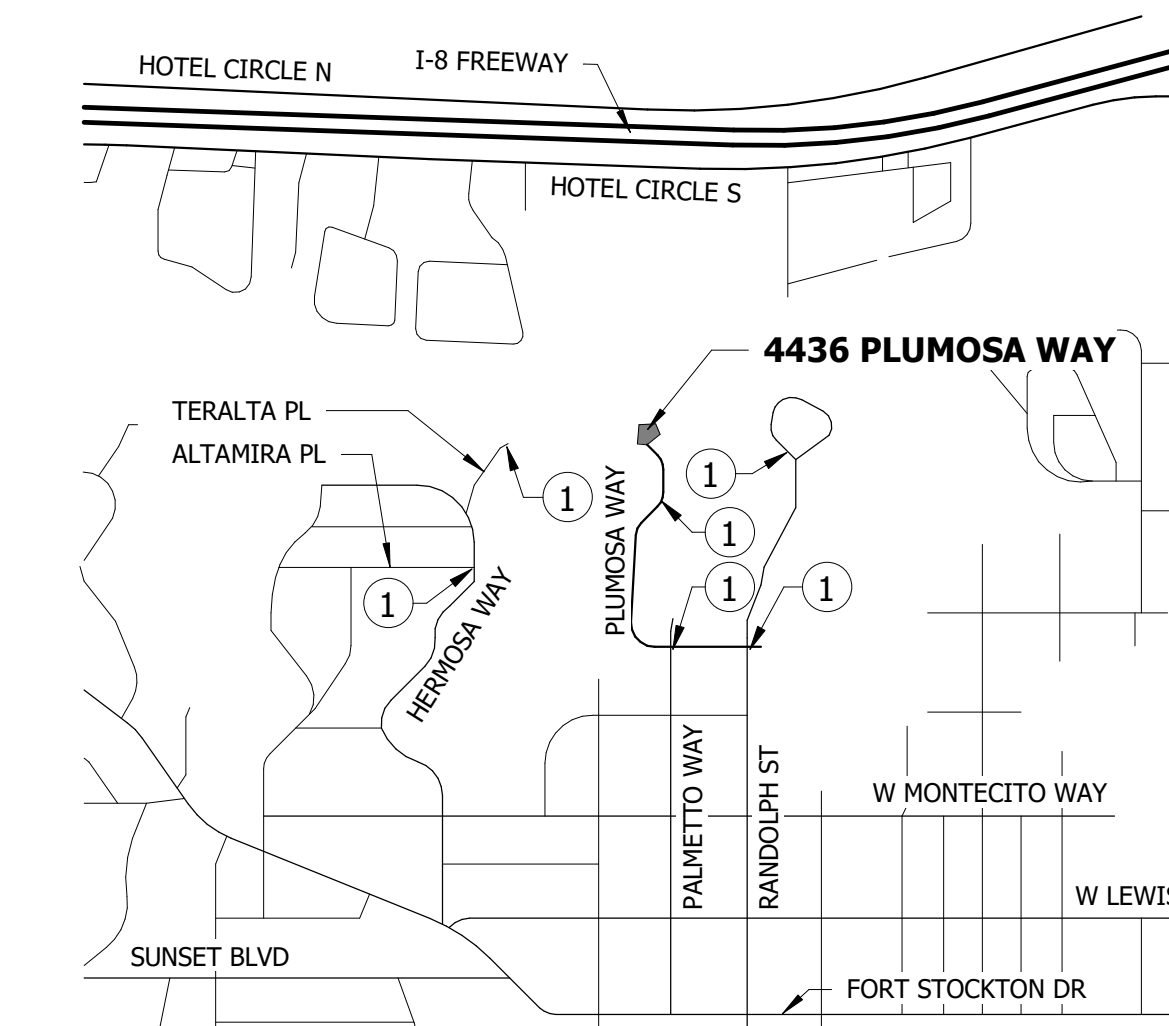 HOTEL CIRCLE N
I-8 FREEWAY
HOTEL CIRCLE S
4436 PLUMOSA WAY
TERALTA PL
ALTAMIRA PL
1
1
1
1
1
1
PLUMOSA WAY
HERMOSA WAY
PALMETTO WAY
RANDOLPH ST
W MONTECITO WAY
W LEWIS
SUNSET BLVD
FORT STOCKTON DR